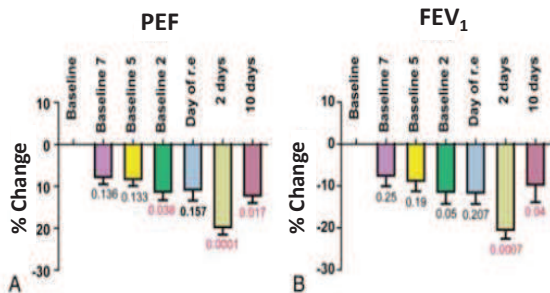 PEF
Baseline
Baseline 7
Baseline 5
Baseline 2
Day of r.e
2 days
10 days
% Change
10
0
10
20
-30
0.136
0.133
0.038
0.157
0.0001
0.017
A
FEV1
Baseline
Baseline 7
Baseline 5
Baseline 2
Day of r.e
2 days
10 days
% Change
10
0
-10
-20
-30
0.25
0.19
0.05
0.207
0.0007
0.04
B